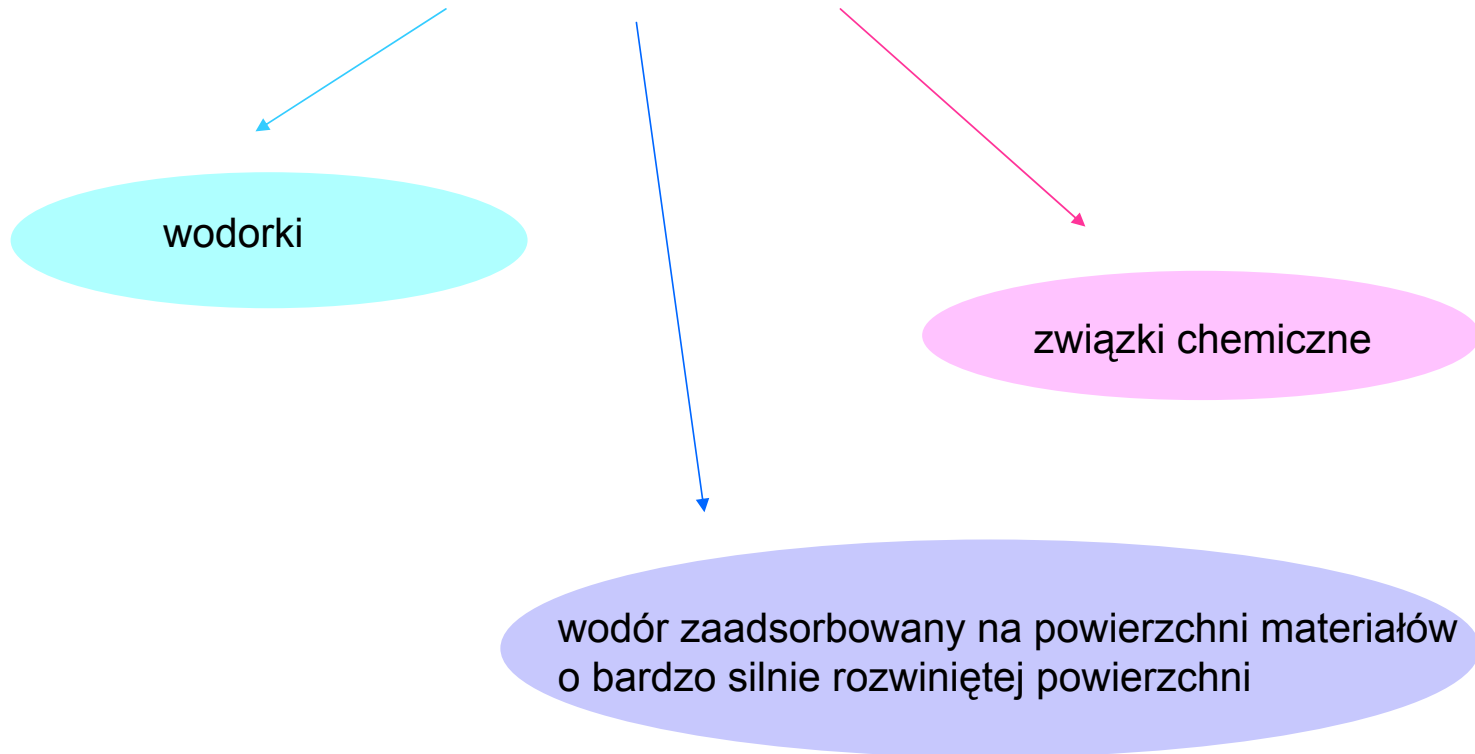 wodorki
związki chemiczne
wodór zaadsorbowany na powierzchni materiałów
o bardzo silnie rozwiniętej powierzchni